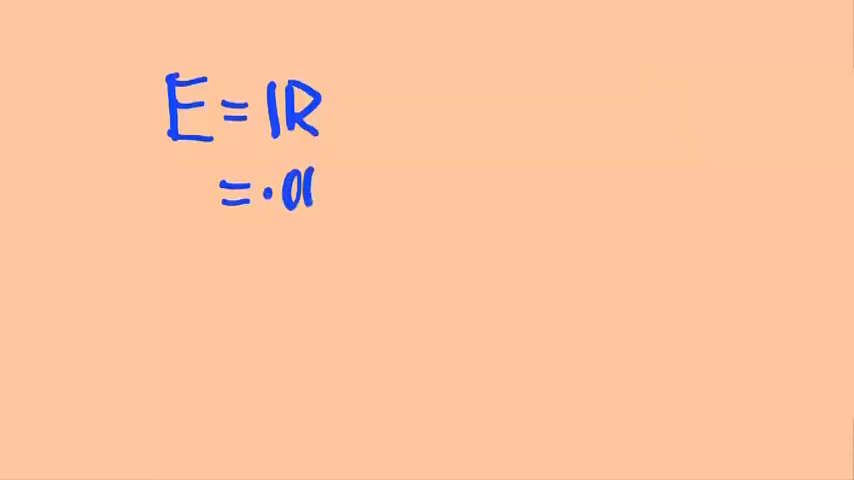 E = IR
= .01